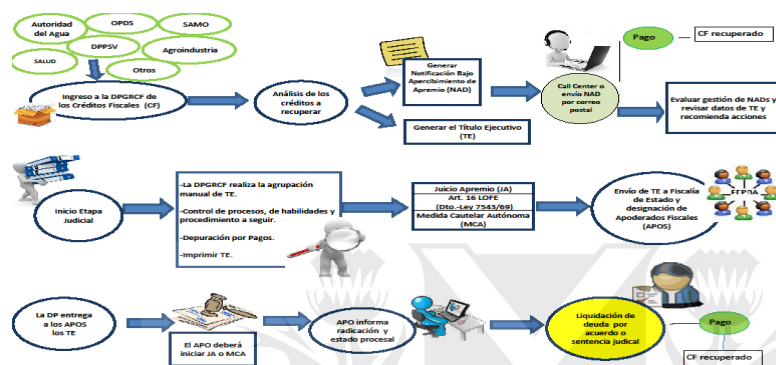 Autoridad
del Agua
OPDS
SAMO
DPPSV
Agroindustria
SALUD
Otros
Ingreso a la DPGRCF de
los Créditos Fiscales (CF)
Análisis de los
créditos a
recuperar
Generar
Notificación Bajo
Apercibimiento de
Apremio (NAD)
Generar el Título Ejecutivo
(TE)
Call Center o
envío NAD
por correo
postal
Pago
CF recuperado
Evaluar gestión de NADs y
revisar datos de TE y
recomienda acciones
Inicio Etapa
Judicial
-La DPGRCF realiza la agrupación
manual de TE.
-Control de procesos, de habilidades y
procedimiento a seguir.
-Depuración por Pagos.
-Imprimir TE.
Juicio Apremio (JA)
Art. 16 LOFE
(Dto.-Ley 7543/69)
Medida Cautelar Autónoma
(MCA)
Envío de TE a Fiscalía
de Estado y
designación de
Apoderados Fiscales
(APOS)
La DP entrega
a los APOS
los TE
El APO deberá
iniciar JA o MCA
APO informa
radicación y
estado procesal
Liquidación de
deuda por
acuerdo o
sentencia judical
Pago
CF recuperado